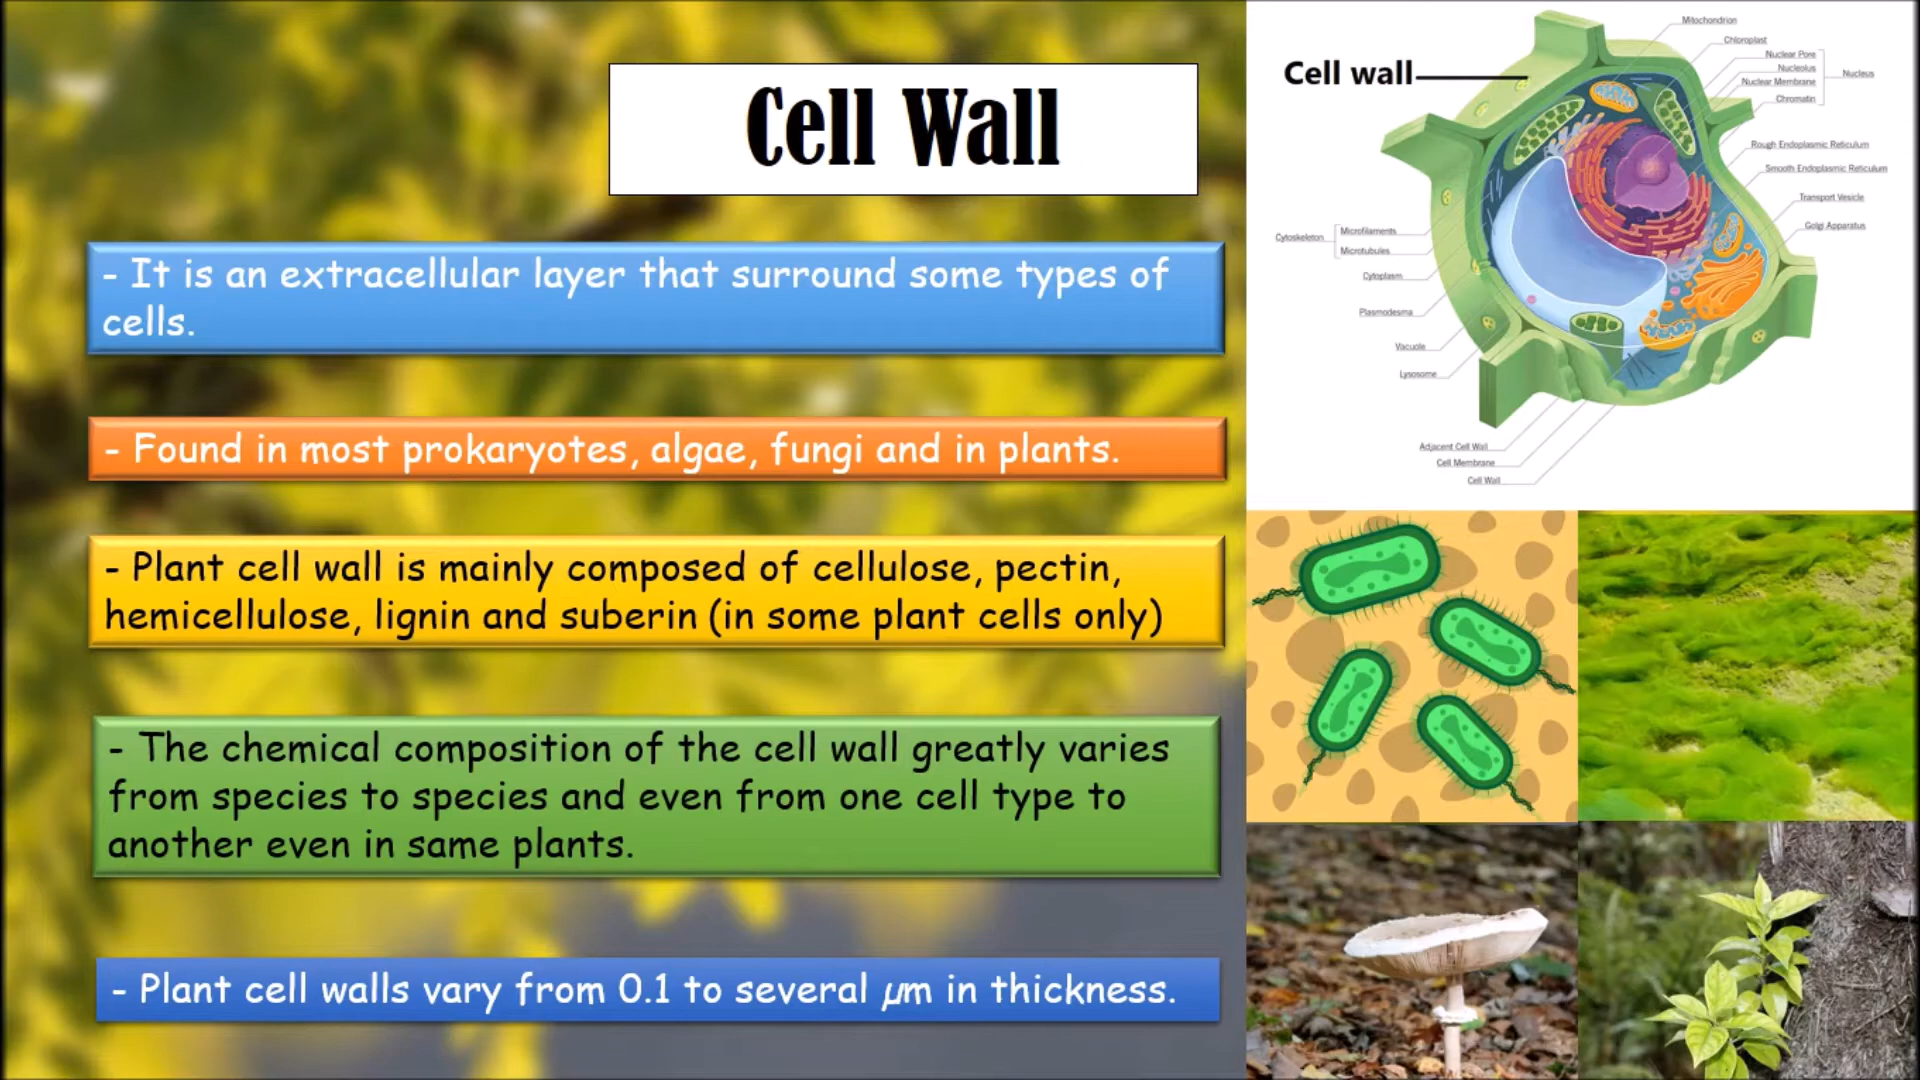 Cell Wall
- It is an extracellular layer that surround some types of
cells.
- Found in most prokaryotes, algae, fungi and in plants.
- Plant cell wall is mainly composed of cellulose, pectin,
hemicellulose, lignin and suberin (in some plant cells only)
- The chemical composition of the cell wall greatly varies
from species to species and even from one cell type to
another even in same plants.
- Plant cell walls vary from 0.1 to several µm in thickness.
Cell wall
Mitochondrion
Chloroplast
Nuclear Pore
Nucleolus
Nuclear Membrane
Chromatin
Nucleus
Rough Endoplasmic Reticulum
Smooth Endoplasmic Reticulum
Transport Vesicle
Golgi Apparatus
Cytoskeleton
Microfilaments
Microtubules
Cytoplasm
Plasmodesma
Vacuole
Lysosome
Adjacent Cell Wall
Cell Membrane
Cell Wall